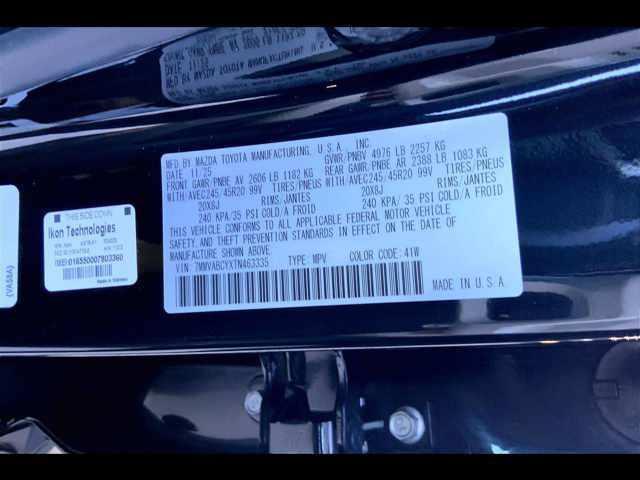 MFD BY MAZDA TOYOTA MANUFACTURING, U.S.A., INC.
DATE: 11/25 GVWR/PNBV 4976 LB 2257 KG
FRONT GAWR/PNBE AV 2606 LB 1182 KG REAR GAWR/PNBE AR 2388 LB 1083 KG
WITH/AVEC245/45R20 99V TIRES/PNEUS WITH/AVEC245/45R20 99V TIRES/PNEUS
20X8J RIMS/JANTES 20X8J RIMS/JANTES
240 KPA/ 35 PSI COLD/A FROID 240 KPA/ 35 PSI COLD/A FROID
THIS VEHICLE CONFORMS TO ALL APPLICABLE FEDERAL MOTOR VEHICLE
SAFETY, AND THEFT PREVENTION STANDARDS IN EFFECT ON THE DATE OF
MANUFACTURE SHOWN ABOVE.
VIN: 7MMVABCYXTN463335 TYPE: MPV COLOR CODE: 41W
MADE IN U.S.A.
THIS SIDE DOWN
Ikon Technologies
(VA58A)